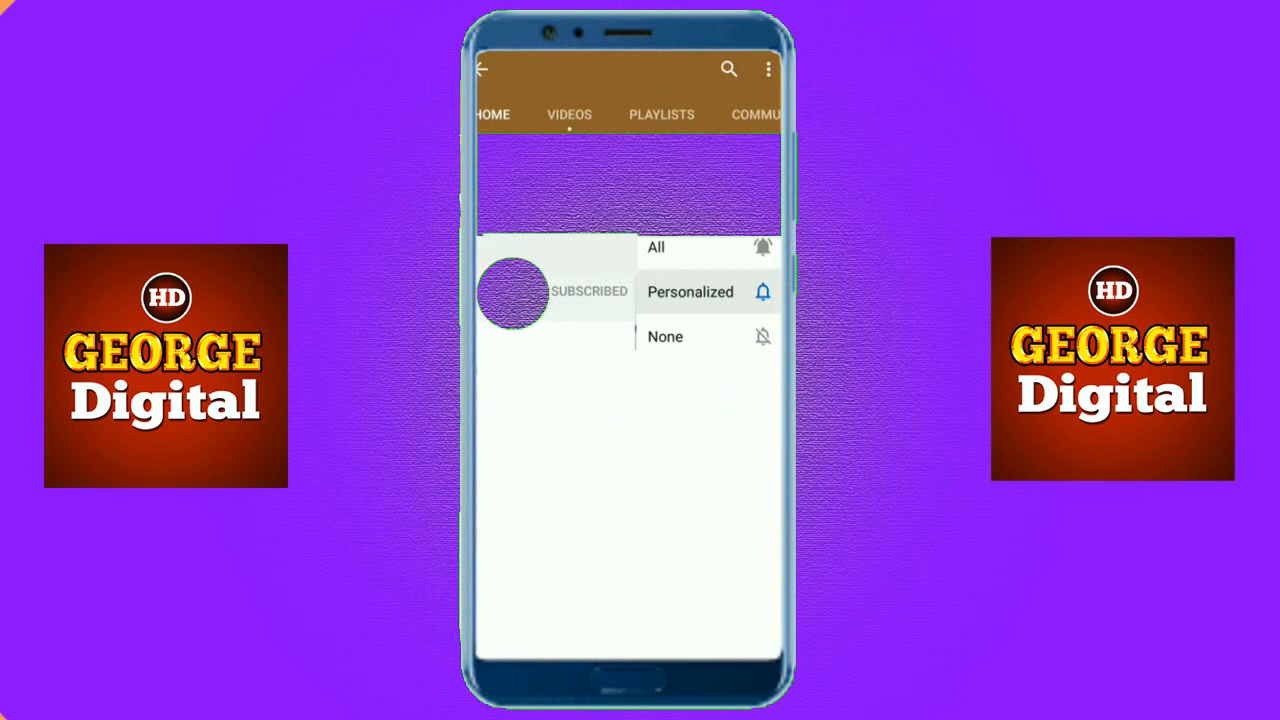 HOME VIDEOS PLAYLISTS COMMU
All
SUBSCRIBED Personalized
None
HD
GEORGE
Digital
HD
GEORGE
Digital